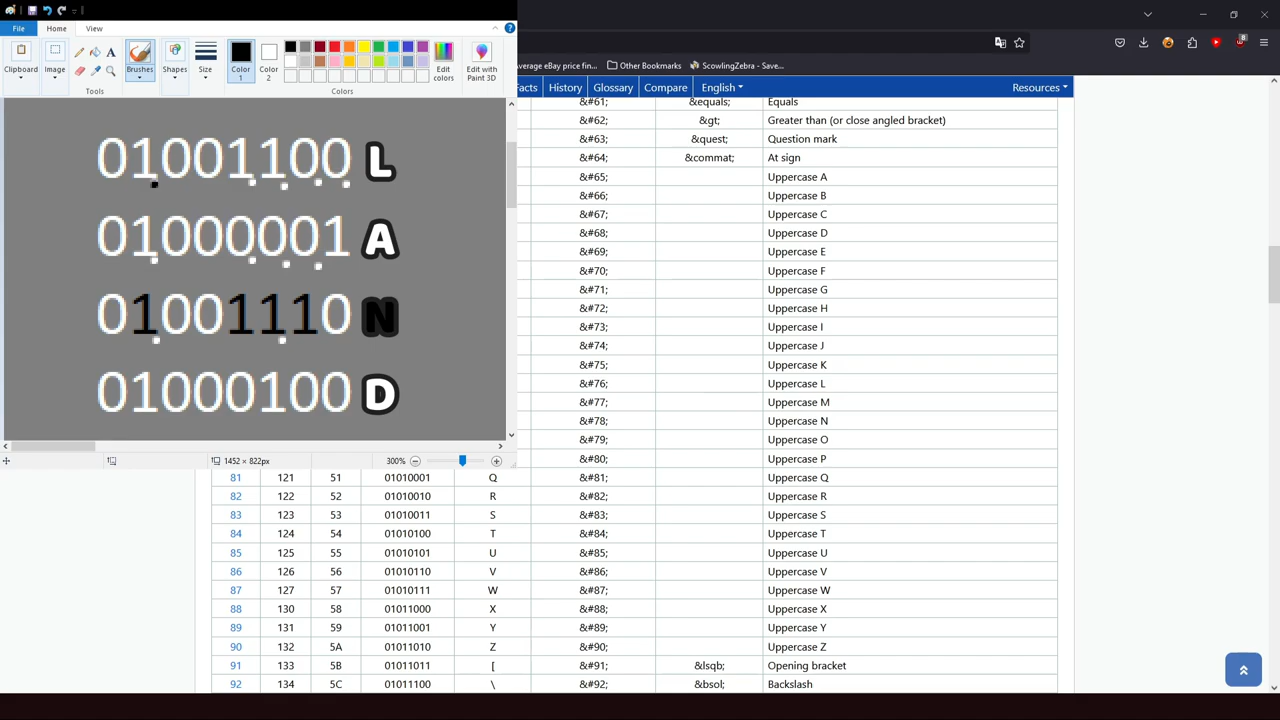 File Home View
Clipboard
Image
Tools
Brushes
Shapes
Size
Color 1
Color 2
Edit colors
Edit with Paint 3D
Colors
01001100 L
01000001 A
01001110 N
01000100 D
1452 × 822px 300%
8
verage eBay price fin... Other Bookmarks ScowlingZebra - Save...
Facts History Glossary Compare English Resources
&#61; &equals; Equals
&#62; &gt; Greater than (or close angled bracket)
&#63; &quest; Question mark
&#64; &commat; At sign
&#65; Uppercase A
&#66; Uppercase B
&#67; Uppercase C
&#68; Uppercase D
&#69; Uppercase E
&#70; Uppercase F
&#71; Uppercase G
&#72; Uppercase H
&#73; Uppercase I
&#74; Uppercase J
&#75; Uppercase K
&#76; Uppercase L
&#77; Uppercase M
&#78; Uppercase N
&#79; Uppercase O
&#80; Uppercase P
81 121 51 01010001 Q &#81; Uppercase Q
82 122 52 01010010 R &#82; Uppercase R
83 123 53 01010011 S &#83; Uppercase S
84 124 54 01010100 T &#84; Uppercase T
85 125 55 01010101 U &#85; Uppercase U
86 126 56 01010110 V &#86; Uppercase V
87 127 57 01010111 W &#87; Uppercase W
88 130 58 01011000 X &#88; Uppercase X
89 131 59 01011001 Y &#89; Uppercase Y
90 132 5A 01011010 Z &#90; Uppercase Z
91 133 5B 01011011 [ &#91; &lsqb; Opening bracket
92 134 5C 01011100 \ &#92; &bsol; Backslash